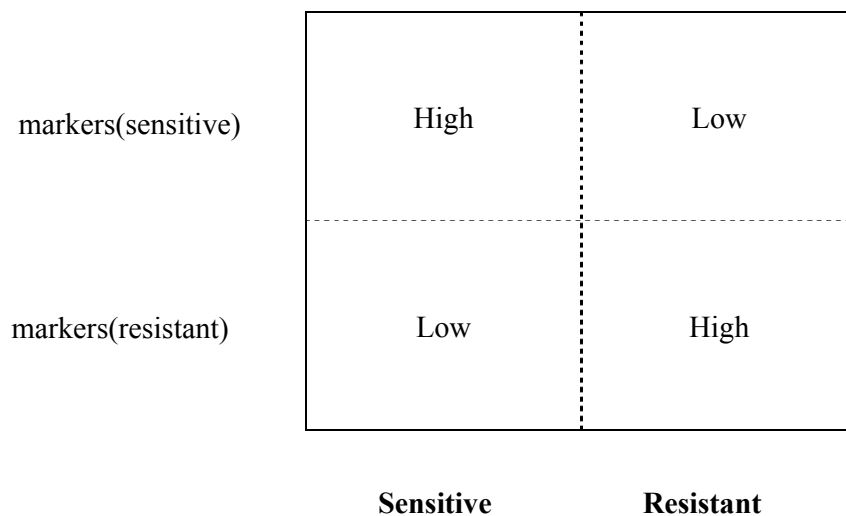 markers(sensitive) High Low
markers(resistant) Low High
Sensitive Resistant